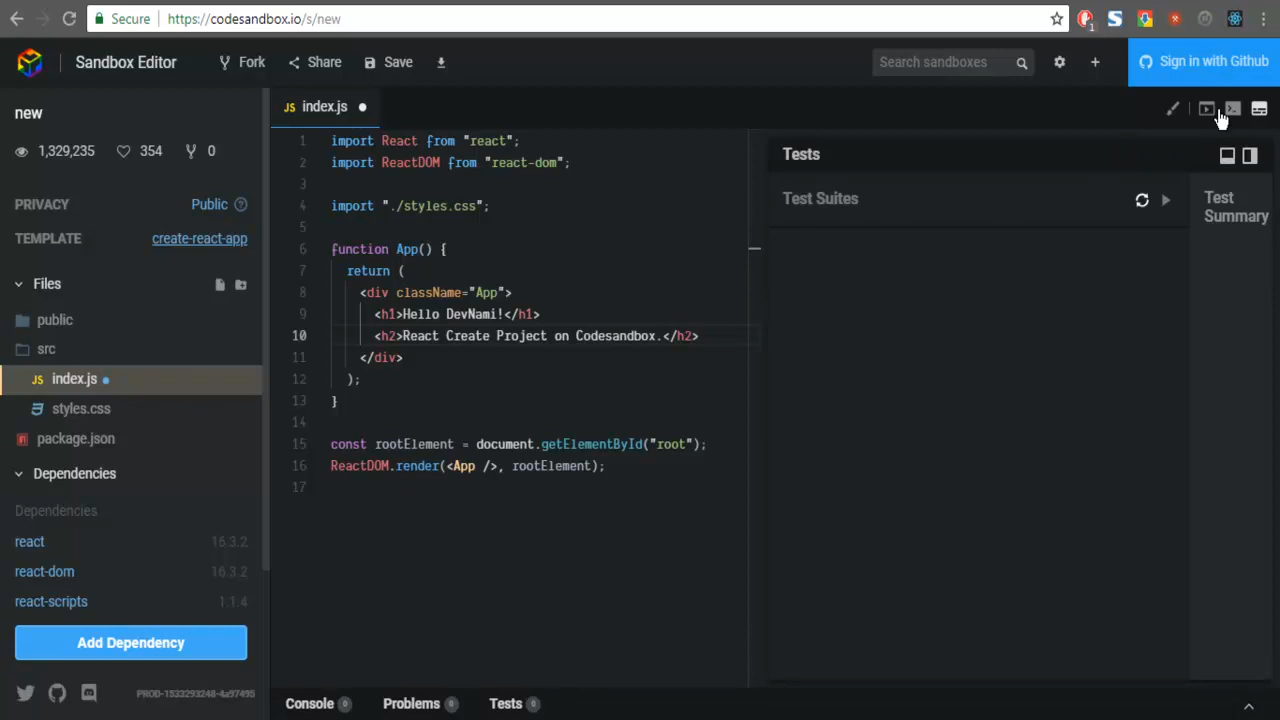 Secure https://codesandbox.io/s/new
1
Sandbox Editor Fork Share Save Search sandboxes + Sign in with Github
new
1,329,235 354 0
PRIVACY Public ?
TEMPLATE create-react-app
Files
public
src
JS index.js
styles.css
package.json
Dependencies
Dependencies
react 16.3.2
react-dom 16.3.2
react-scripts 1.1.4
Add Dependency
PROD-1533293248-4a97495
JS index.js
1 import React from "react";
2 import ReactDOM from "react-dom";
3
4 import "./styles.css";
5
6 function App() {
7 return (
8 <div className="App">
9 <h1>Hello DevNami!</h1>
10 <h2>React Create Project on Codesandbox.</h2>
11 </div>
12 );
13 }
14
15 const rootElement = document.getElementById("root");
16 ReactDOM.render(<App />, rootElement);
17
Tests
Test Suites
Test
Summary
Console 0 Problems 0 Tests 0